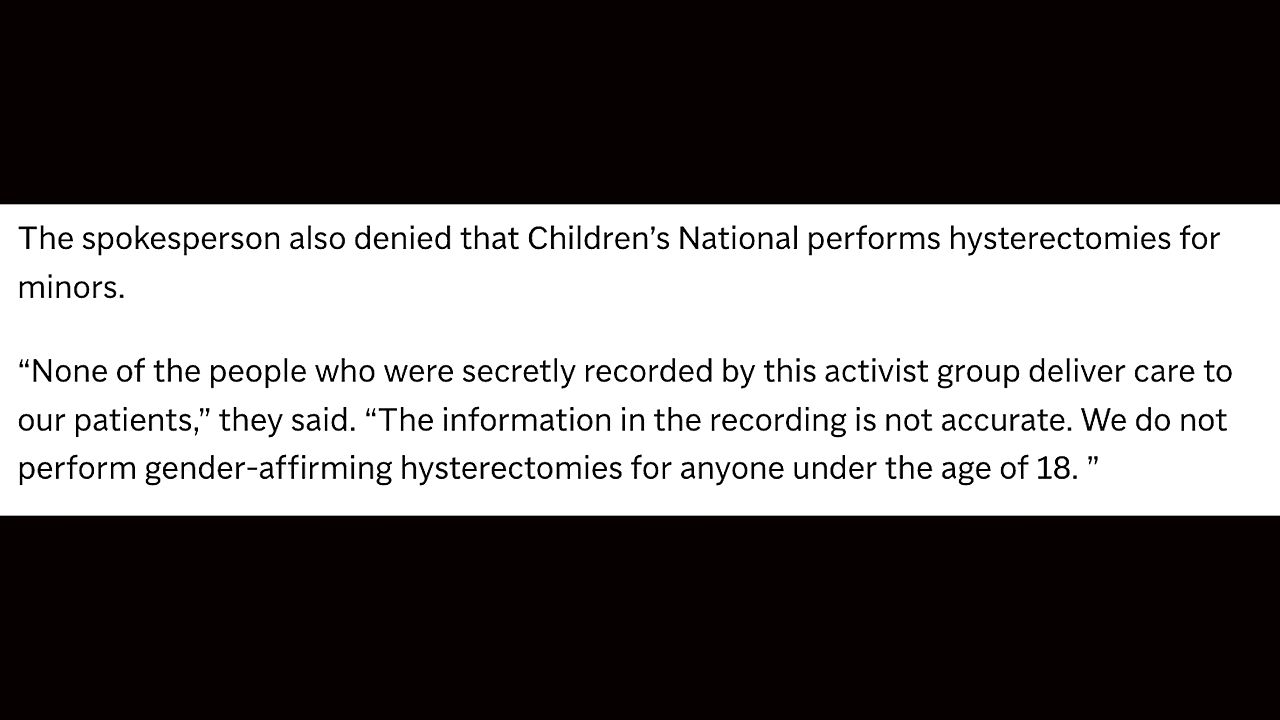 The spokesperson also denied that Children’s National performs hysterectomies for
minors.
“None of the people who were secretly recorded by this activist group deliver care to
our patients,” they said. “The information in the recording is not accurate. We do not
perform gender-affirming hysterectomies for anyone under the age of 18. ”